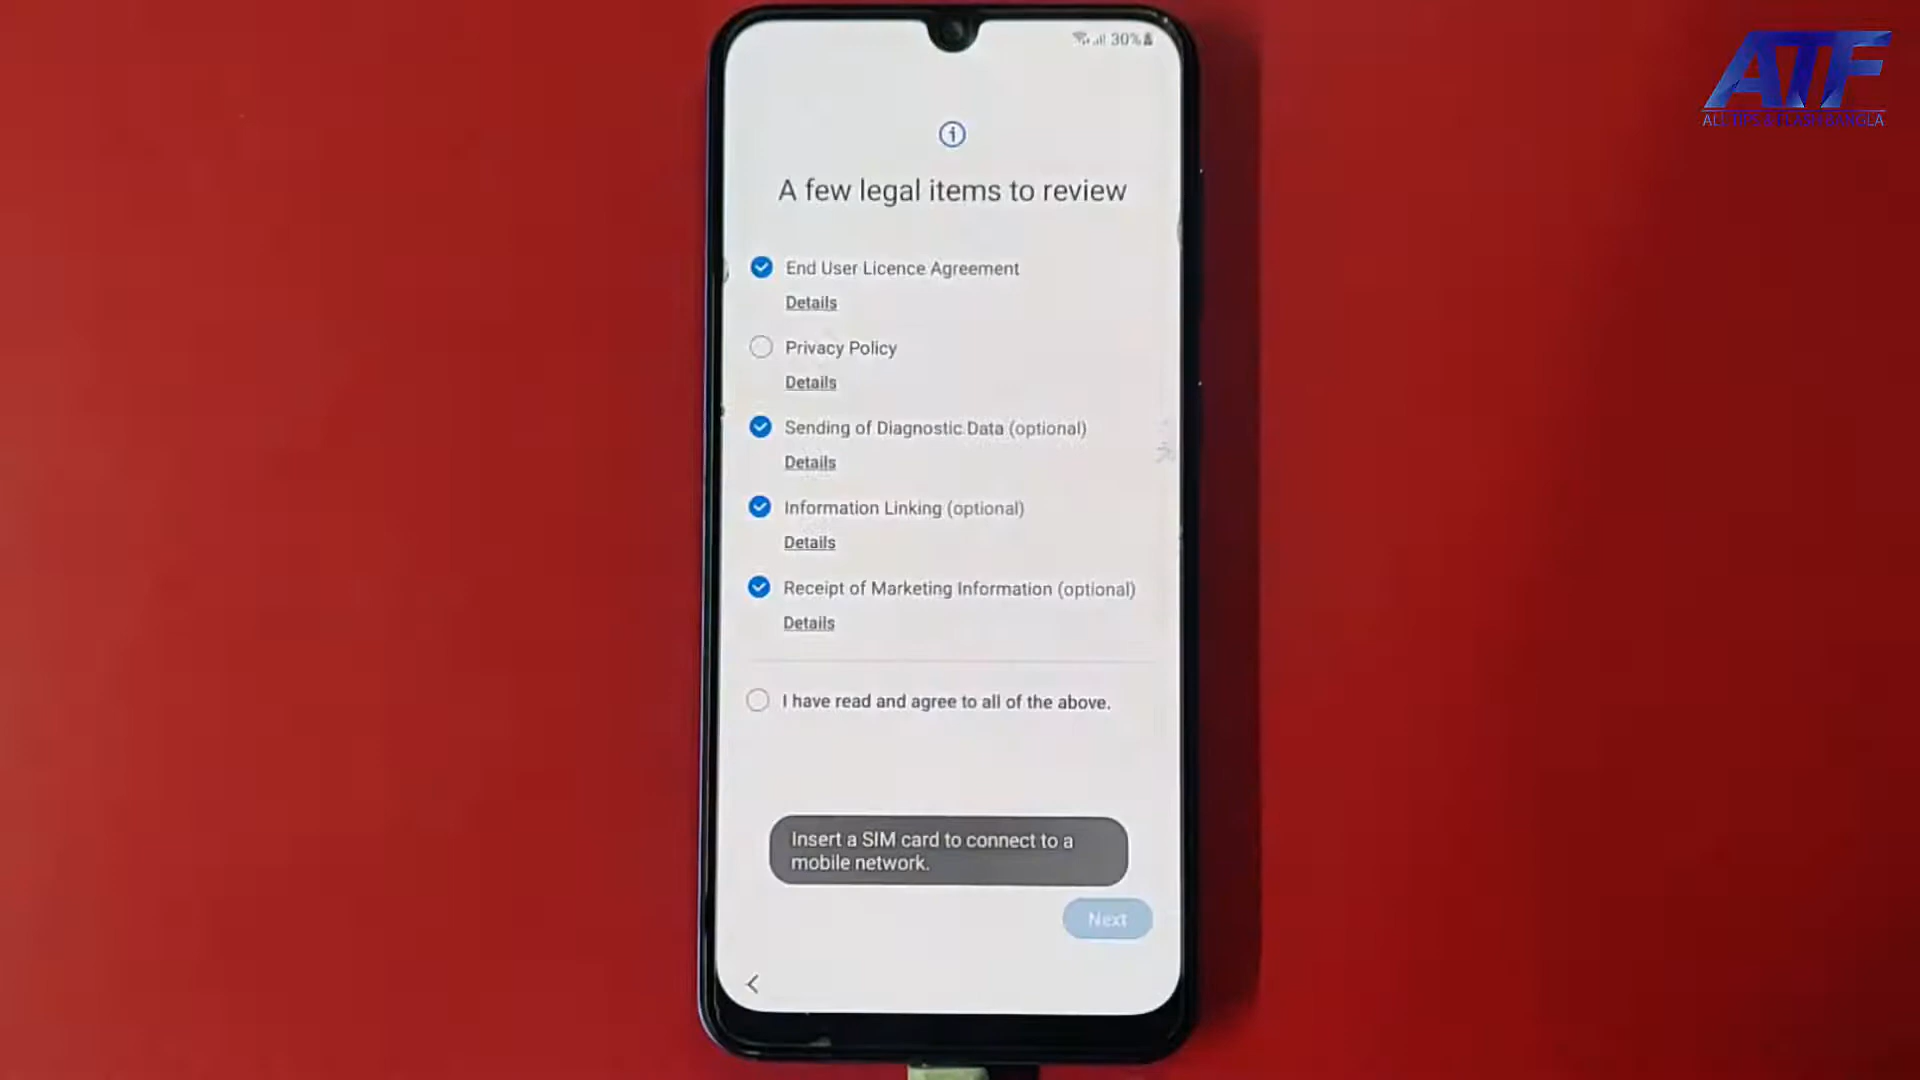 30%
ATF
ALL TIPS & FLASH BANGLA
A few legal items to review
End User Licence Agreement
Details
Privacy Policy
Details
Sending of Diagnostic Data (optional)
Details
Information Linking (optional)
Details
Receipt of Marketing Information (optional)
Details
I have read and agree to all of the above.
Insert a SIM card to connect to a
mobile network.
Next